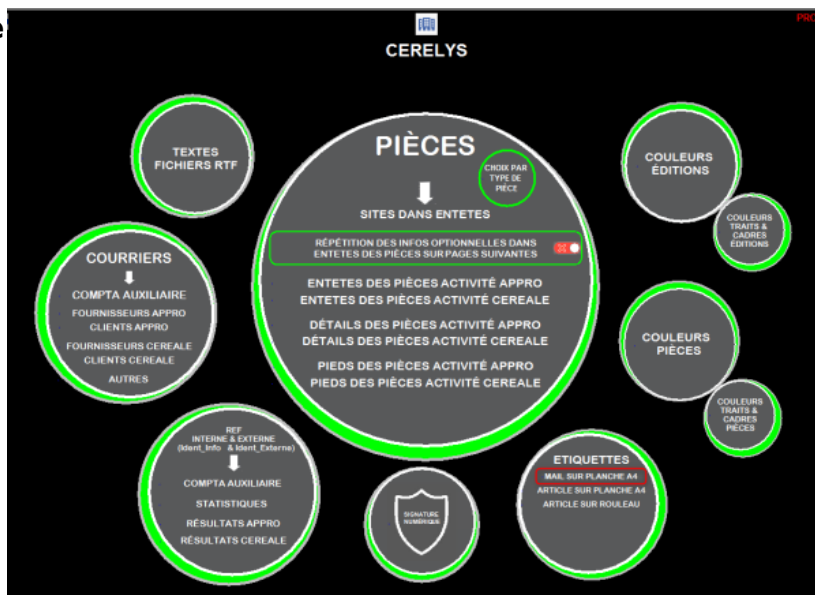 e
PRO
CERELYS
TEXTES
FICHIERS RTF
PIÈCES
CHOIX PAR
TYPE DE
PIÈCE
SITES DANS ENTETES
RÉPÉTITION DES INFOS OPTIONNELLES DANS
ENTETES DES PIÈCES SUR PAGES SUIVANTES
ENTETES DES PIÈCES ACTIVITÉ APPRO
ENTETES DES PIÈCES ACTIVITÉ CEREALE
DÉTAILS DES PIÈCES ACTIVITÉ APPRO
DÉTAILS DES PIÈCES ACTIVITÉ CEREALE
PIEDS DES PIÈCES ACTIVITÉ APPRO
PIEDS DES PIÈCES ACTIVITÉ CEREALE
COULEURS
ÉDITIONS
COULEURS
TRAITS &
CADRES
ÉDITIONS
COURRIERS
COMPTA AUXILIAIRE
FOURNISSEURS APPRO
CLIENTS APPRO
FOURNISSEURS CEREALE
CLIENTS CEREALE
AUTRES
COULEURS
PIÈCES
COULEURS
TRAITS &
CADRES
PIÈCES
REF
INTERNE & EXTERNE
(Ident_Info & Ident_Externe)
COMPTA AUXILIAIRE
STATISTIQUES
RÉSULTATS APPRO
RÉSULTATS CEREALE
SIGNATURE
NUMÉRIQUE
ETIQUETTES
MAIL SUR PLANCHE A4
ARTICLE SUR PLANCHE A4
ARTICLE SUR ROULEAU